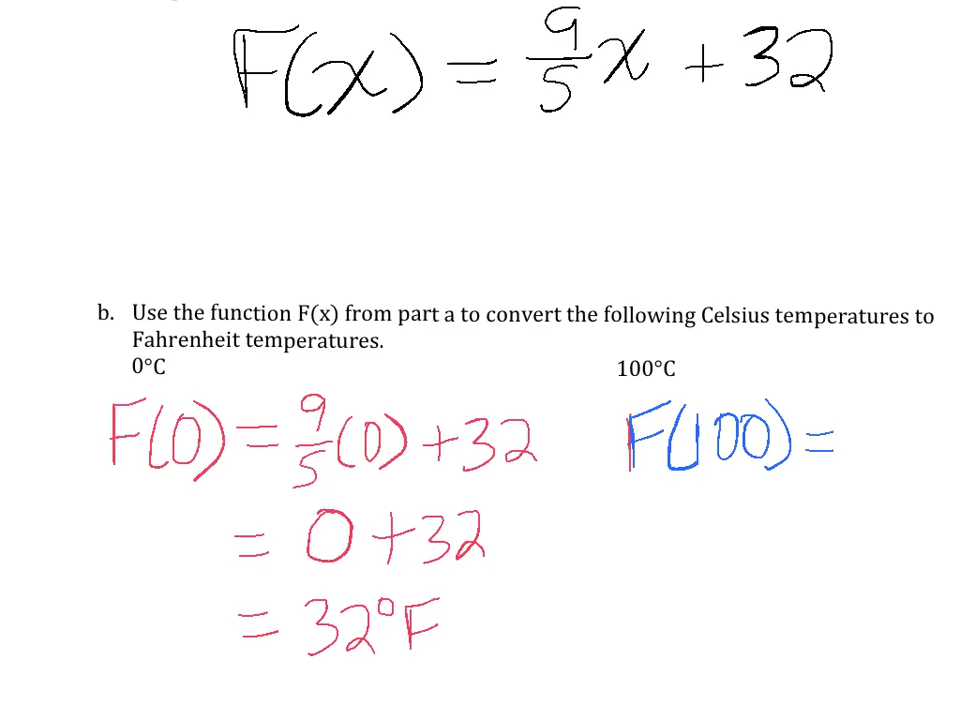 F(x) = 9/5 x + 32
b. Use the function F(x) from part a to convert the following Celsius temperatures to
Fahrenheit temperatures.
0°C 100°C
F(0) = 9/5 (0) + 32 F(100) =
= 0 + 32
= 32°F